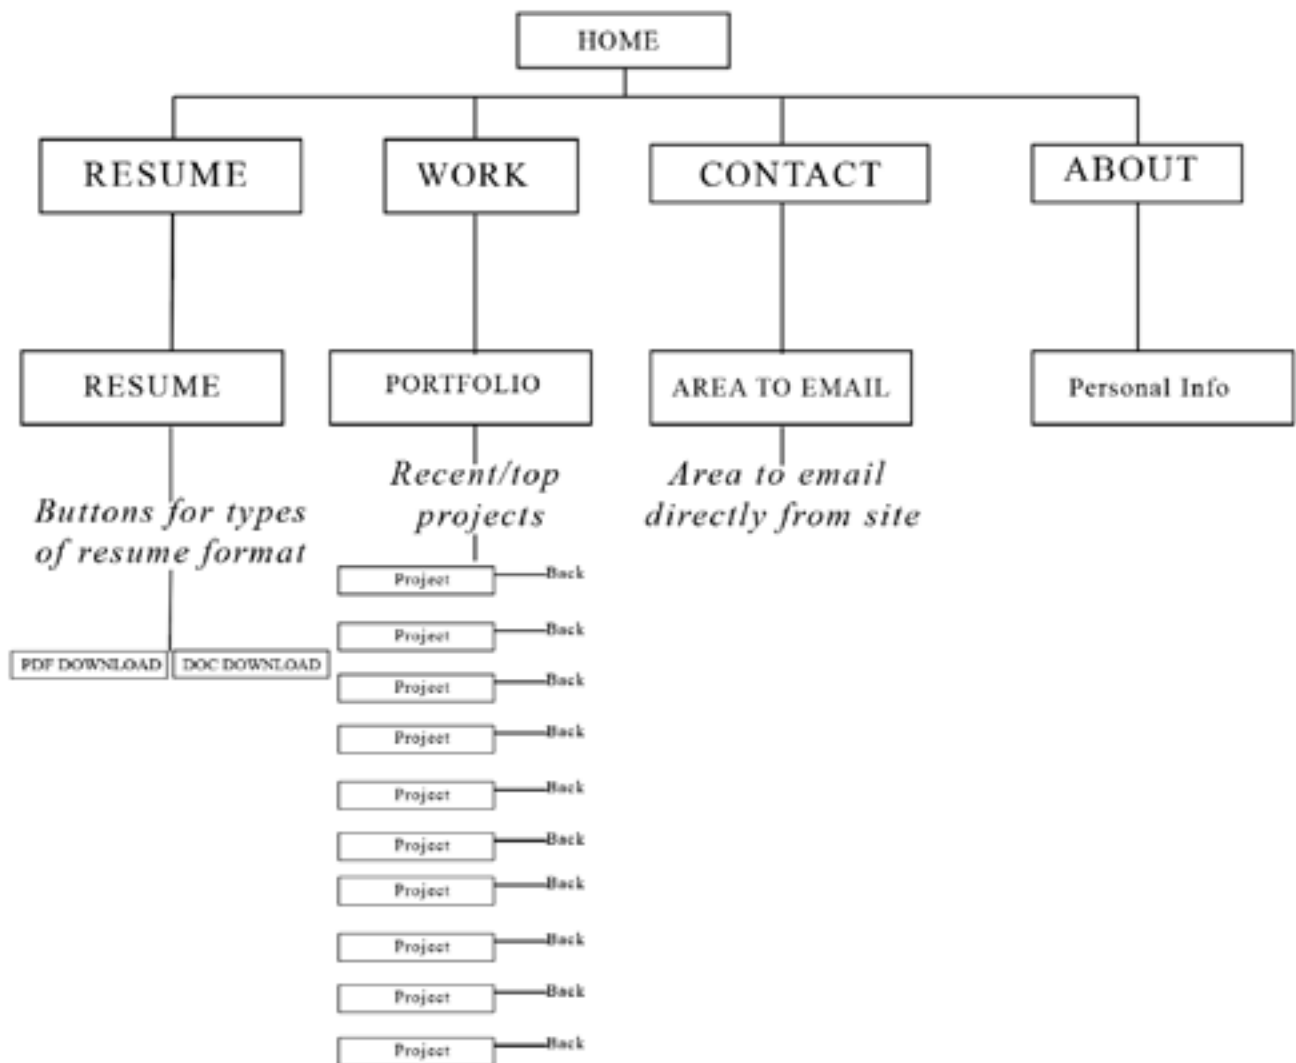 HOME
RESUME WORK CONTACT ABOUT
RESUME PORTFOLIO AREA TO EMAIL Personal Info
Recent/top
projects
Area to email
directly from site
Buttons for types
of resume format
PDF DOWNLOAD DOC DOWNLOAD
Project Back
Project Back
Project Back
Project Back
Project Back
Project Back
Project Back
Project Back
Project Back
Project Back